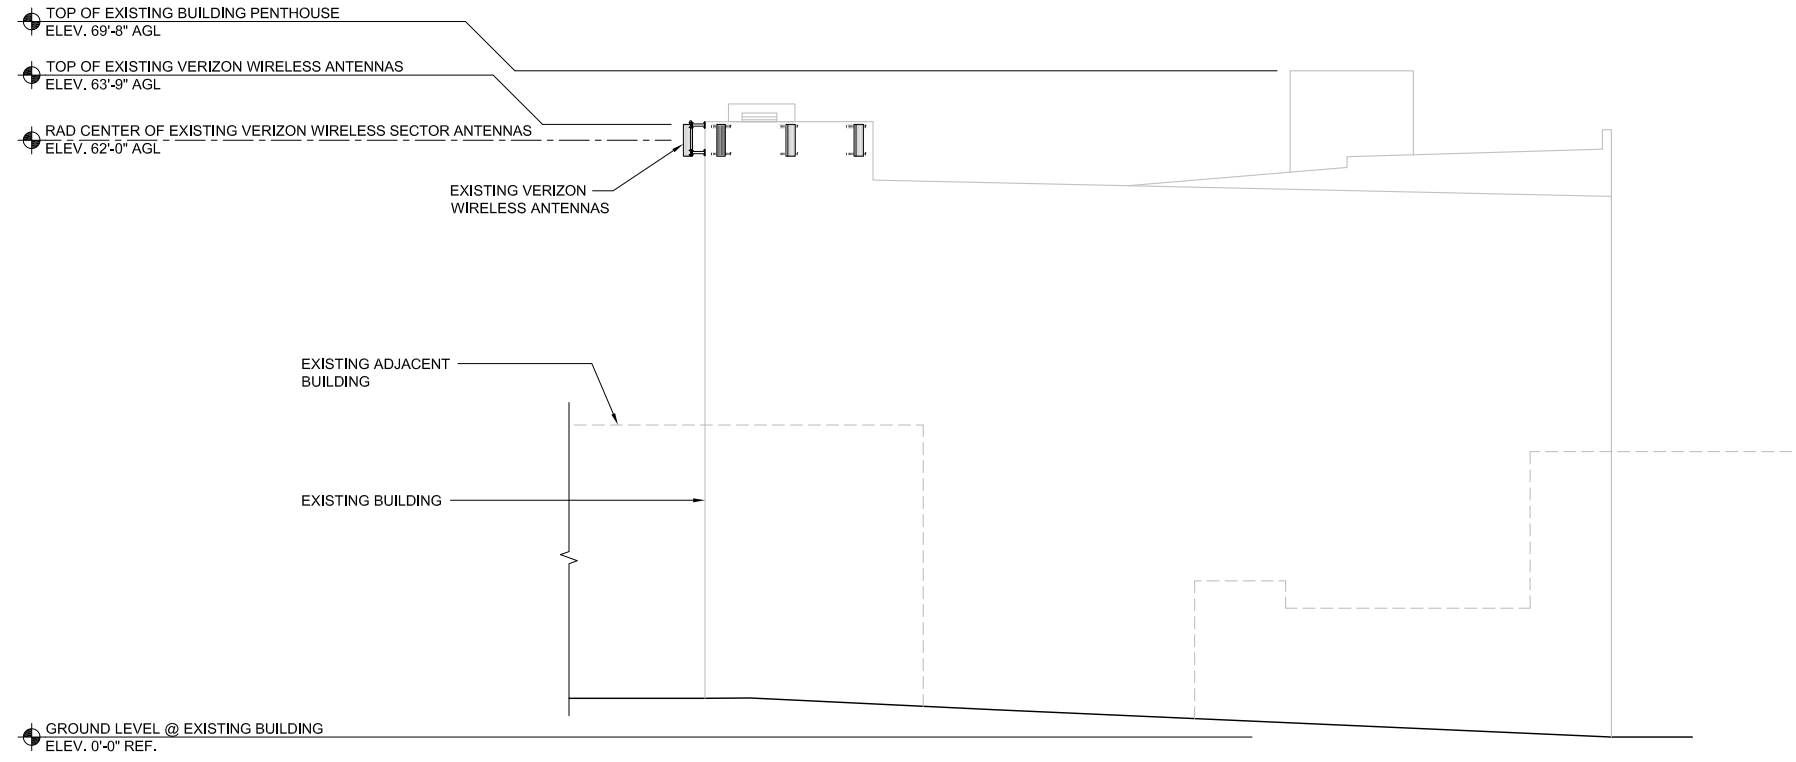 TOP OF EXISTING BUILDING PENTHOUSE
ELEV. 69'-8" AGL
TOP OF EXISTING VERIZON WIRELESS ANTENNAS
ELEV. 63'-9" AGL
RAD CENTER OF EXISTING VERIZON WIRELESS SECTOR ANTENNAS
ELEV. 62'-0" AGL
EXISTING VERIZON
WIRELESS ANTENNAS
EXISTING ADJACENT
BUILDING
EXISTING BUILDING
GROUND LEVEL @ EXISTING BUILDING
ELEV. 0'-0" REF.